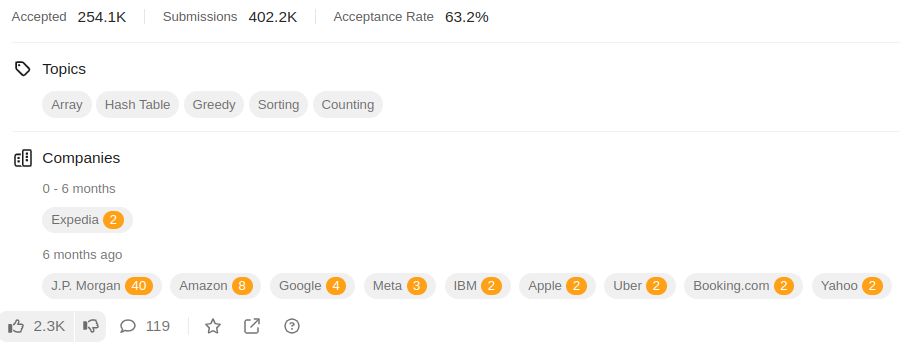 Accepted 254.1K Submissions 402.2K Acceptance Rate 63.2%
Topics
Array Hash Table Greedy Sorting Counting
Companies
0 - 6 months
Expedia 2
6 months ago
J.P. Morgan 40 Amazon 8 Google 4 Meta 3 IBM 2 Apple 2 Uber 2 Booking.com 2 Yahoo 2
2.3K 119